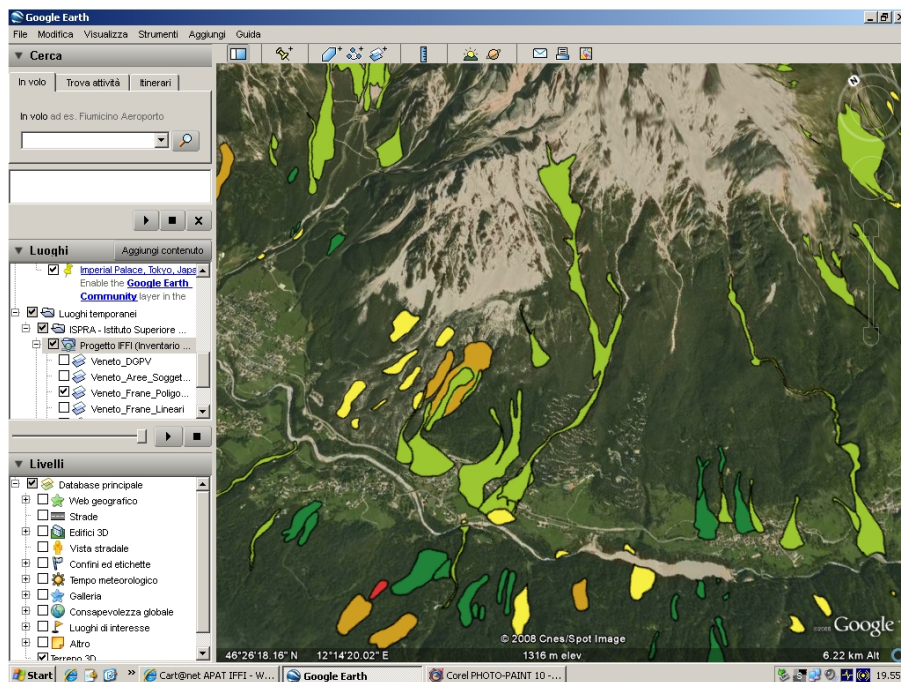 Google Earth
File Modifica Visualizza Strumenti Aggiungi Guida
Cerca
In volo
Trova attività
Itinerari
In volo ad es. Fiumicino Aeroporto
Luoghi
Aggiungi contenuto
Imperial Palace, Tokyo, Japa
Enable the Google Earth
Community layer in the
Luoghi temporanei
ISPRA - Istituto Superiore ...
Progetto IFFI (Inventario ...
Veneto_DGPV
Veneto_Aree_Sogget...
Veneto_Frane_Poligo...
Veneto_Frane_Lineari
Livelli
Database principale
Web geografico
Strade
Edifici 3D
Vista stradale
Confini ed etichette
Tempo meteorologico
Galleria
Consapevolezza globale
Luoghi di interesse
Altro
Terreno 3D
N
© 2008 Cnes/Spot Image
Google
46°26'18.16" N 12°14'20.02" E 1316 m elev 6.22 km Alt
Start
Cart@net APAT IFFI - W...
Google Earth
Corel PHOTO-PAINT 10 -...
19.55